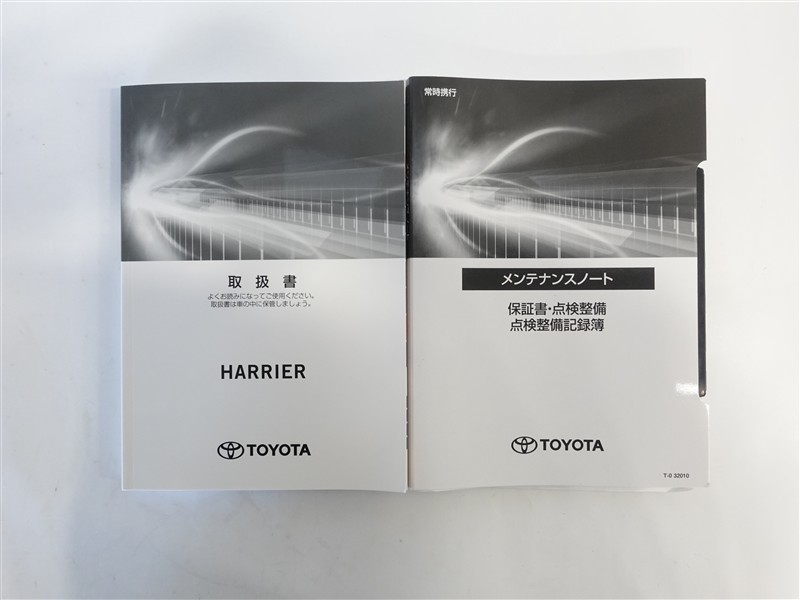 取扱書
よくお読みになってご使用ください。
取扱書は車の中に保管しましょう。
HARRIER
TOYOTA
常時携行
メンテナンスノート
保証書・点検整備
点検整備記録簿
TOYOTA
T-0 32010